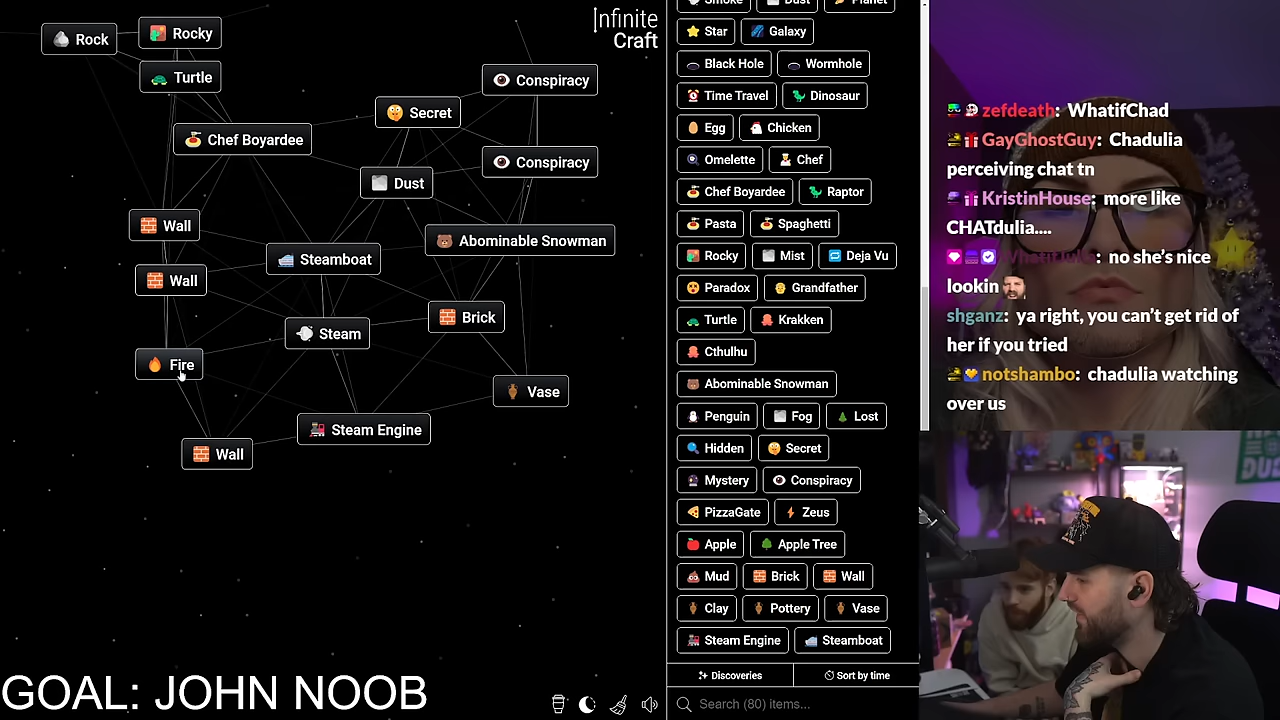 Infinite
Craft
Rock
Rocky
Turtle
Conspiracy
Secret
Chef Boyardee
Conspiracy
Dust
Wall
Abominable Snowman
Steamboat
Wall
Brick
Steam
Fire
Vase
Steam Engine
Wall
GOAL: JOHN NOOB
Smoke Dust Planet
Star Galaxy
Black Hole Wormhole
Time Travel Dinosaur
Egg Chicken
Omelette Chef
Chef Boyardee Raptor
Pasta Spaghetti
Rocky Mist Deja Vu
Paradox Grandfather
Turtle Krakken
Cthulhu
Abominable Snowman
Penguin Fog Lost
Hidden Secret
Mystery Conspiracy
PizzaGate Zeus
Apple Apple Tree
Mud Brick Wall
Clay Pottery Vase
Steam Engine Steamboat
Discoveries Sort by time
Search (80) items...
zefdeath: WhatifChad
GayGhostGuy: Chadulia
perceiving chat tn
KristinHouse: more like
CHATdulia....
: no she's nice
lookin
shganz: ya right, you can't get rid of
her if you tried
notshambo: chadulia watching
over us